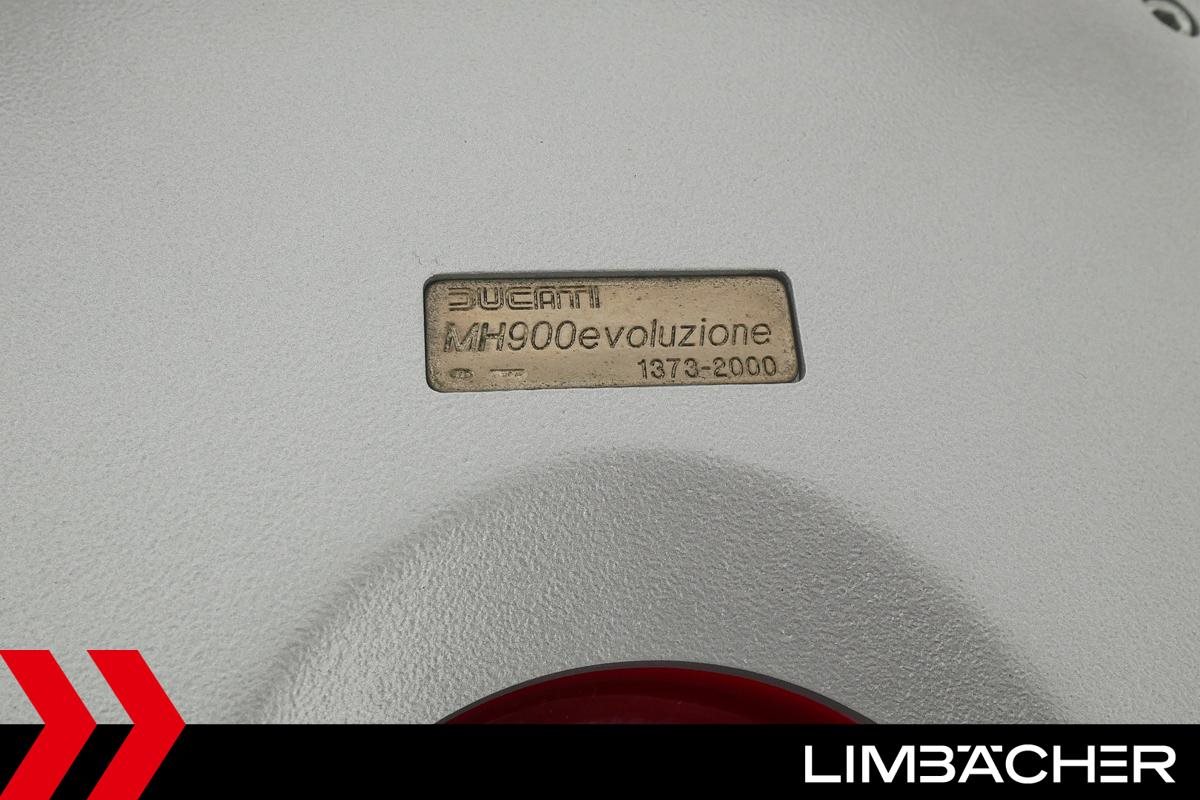 DUCATI
MH900evoluzione
1373-2000
LIMBÄCHER